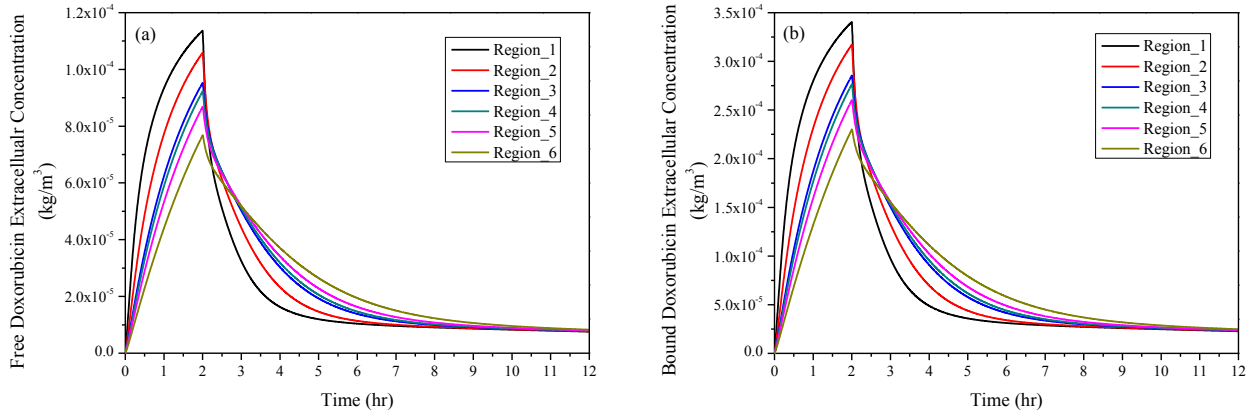 Free Doxorubicin Extracellualr Concentration
(kg/m³)
1.2x10⁻⁴
1.0x10⁻⁴
8.0x10⁻⁵
6.0x10⁻⁵
4.0x10⁻⁵
2.0x10⁻⁵
0.0
(a)
Region_1
Region_2
Region_3
Region_4
Region_5
Region_6
0 1 2 3 4 5 6 7 8 9 10 11 12
Time (hr)
Bound Doxorubicin Extracellular Concentration
(kg/m³)
3.5x10⁻⁴
3.0x10⁻⁴
2.5x10⁻⁴
2.0x10⁻⁴
1.5x10⁻⁴
1.0x10⁻⁴
5.0x10⁻⁵
0.0
(b)
Region_1
Region_2
Region_3
Region_4
Region_5
Region_6
0 1 2 3 4 5 6 7 8 9 10 11 12
Time (hr)